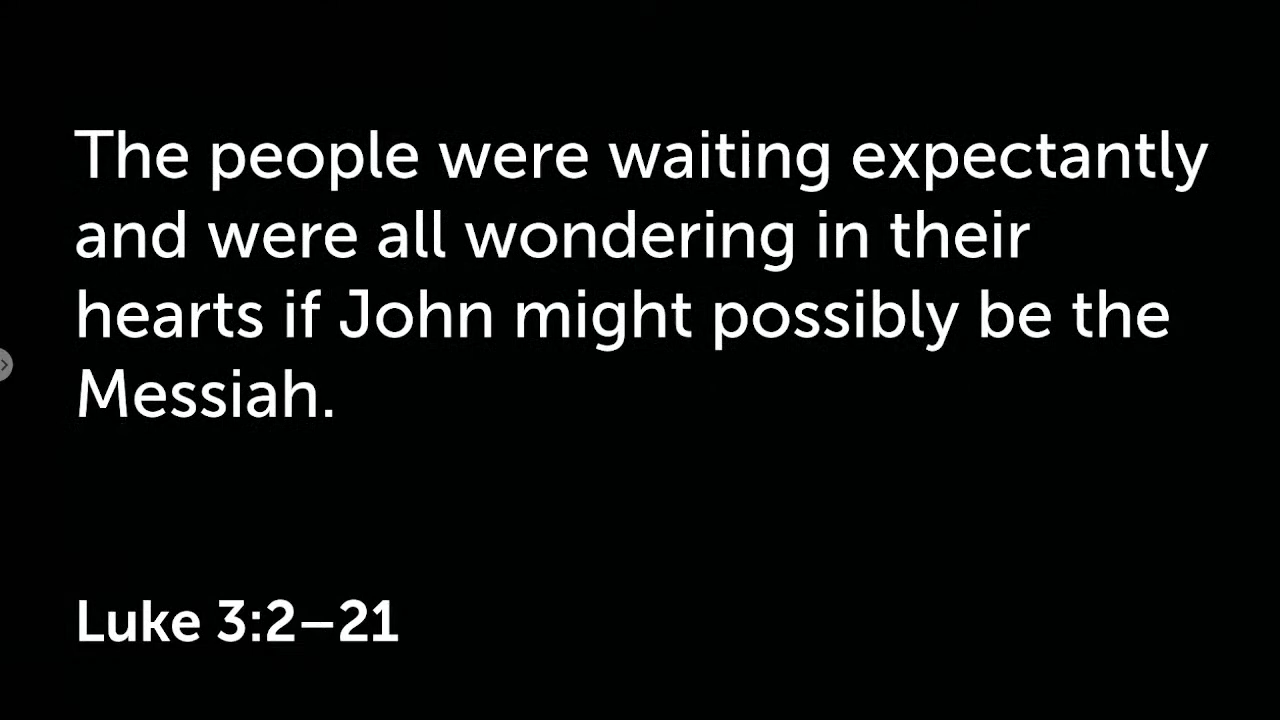 The people were waiting expectantly
and were all wondering in their
hearts if John might possibly be the
Messiah.
Luke 3:2–21